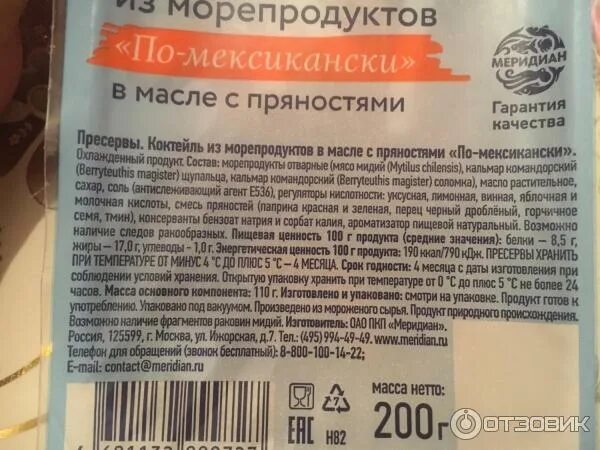 из морепродуктов
«По-мексикански»
в масле с пряностями
МЕРИДИАН
Гарантия
качества
Пресервы. Коктейль из морепродуктов в масле с пряностями «По-мексикански».
Охлажденный продукт. Состав: морепродукты отварные (мясо мидий (Mytilus chilensis), кальмар командорский
(Berryteuthis magister) щупальца, кальмар командорский (Berryteuthis magister) соломка), масло растительное,
сахар, соль (антислеживающий агент Е536), регуляторы кислотности: уксусная, лимонная, винная, яблочная и
молочная кислоты, смесь пряностей (паприка красная и зеленая, перец черный дробленый, горчичное
семя, тмин), консерванты бензоат натрия и сорбат калия, ароматизатор пищевой натуральный. Возможно
наличие следов ракообразных. Пищевая ценность 100 г продукта (средние значения): белки – 8,5 г,
жиры – 17,0 г, углеводы - 1,0 г. Энергетическая ценность 100 г продукта: 190 ккал/790 кДж. ПРЕСЕРВЫ ХРАНИТЬ
ПРИ ТЕМПЕРАТУРЕ ОТ МИНУС 4 °С ДО ПЛЮС 5 °С – 4 МЕСЯЦА. Срок годности: 4 месяца с даты изготовления при
соблюдении условий хранения. Открытую упаковку хранить при температуре от 0 °С до плюс 5 °С не более 24
часов. Масса основного компонента: 110 г. Изготовлено и упаковано: смотри на упаковке. Продукт готов к
употреблению. Упаковано под вакуумом. Произведено из мороженого сырья. Продукт природного происхождения.
Возможно наличие фрагментов раковин мидий. Изготовитель: ОАО ПКП «Меридиан».
Россия, 125599, г. Москва, ул. Ижорская, д.7. Тел.: (495) 994-49-49. www.meridian.ru
Телефон для обращений (звонок бесплатный): 8-800-100-14-22;
E-mail: contact@meridian.ru
7
масса нетто:
200 г
EAC
H82
ОТЗОВИК